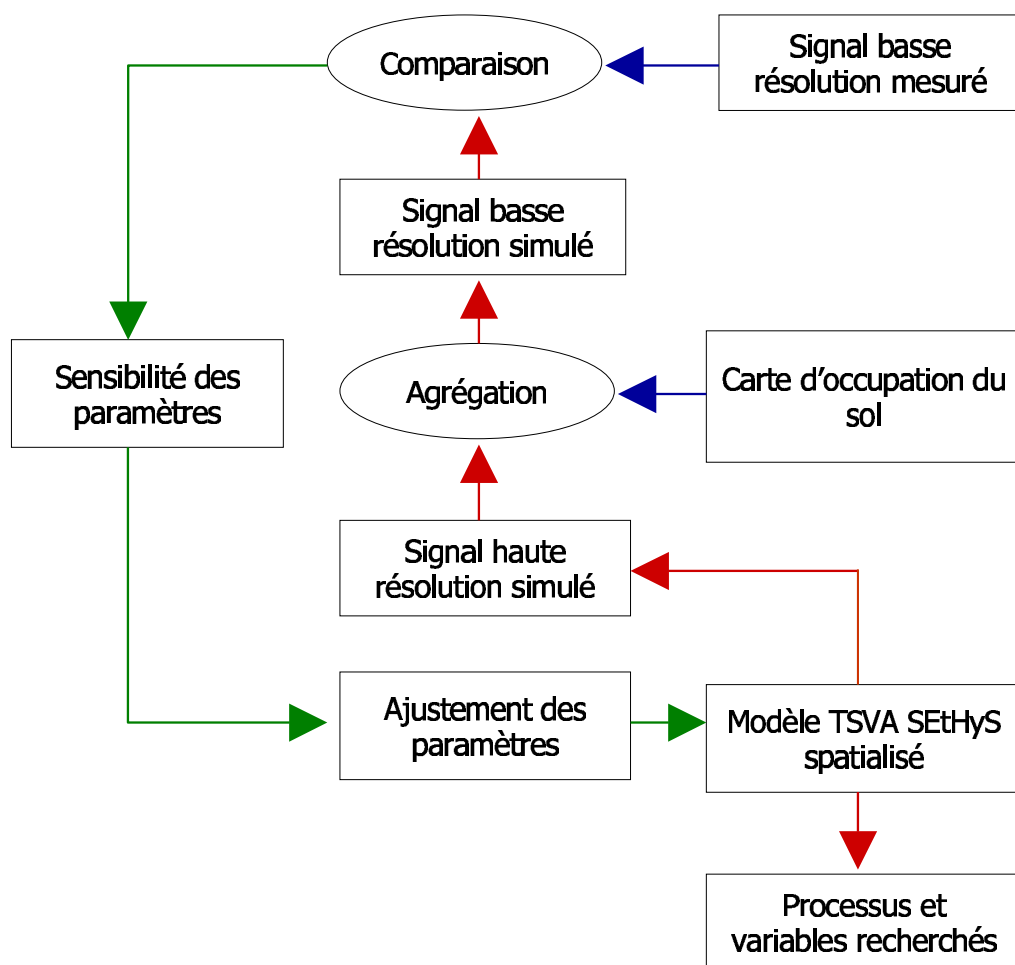 Comparaison
Signal basse
résolution mesuré
Signal basse
résolution simulé
Sensibilité des
paramètres
Agrégation
Carte d'occupation du
sol
Signal haute
résolution simulé
Ajustement des
paramètres
Modèle TSVA SEtHyS
spatialisé
Processus et
variables recherchés